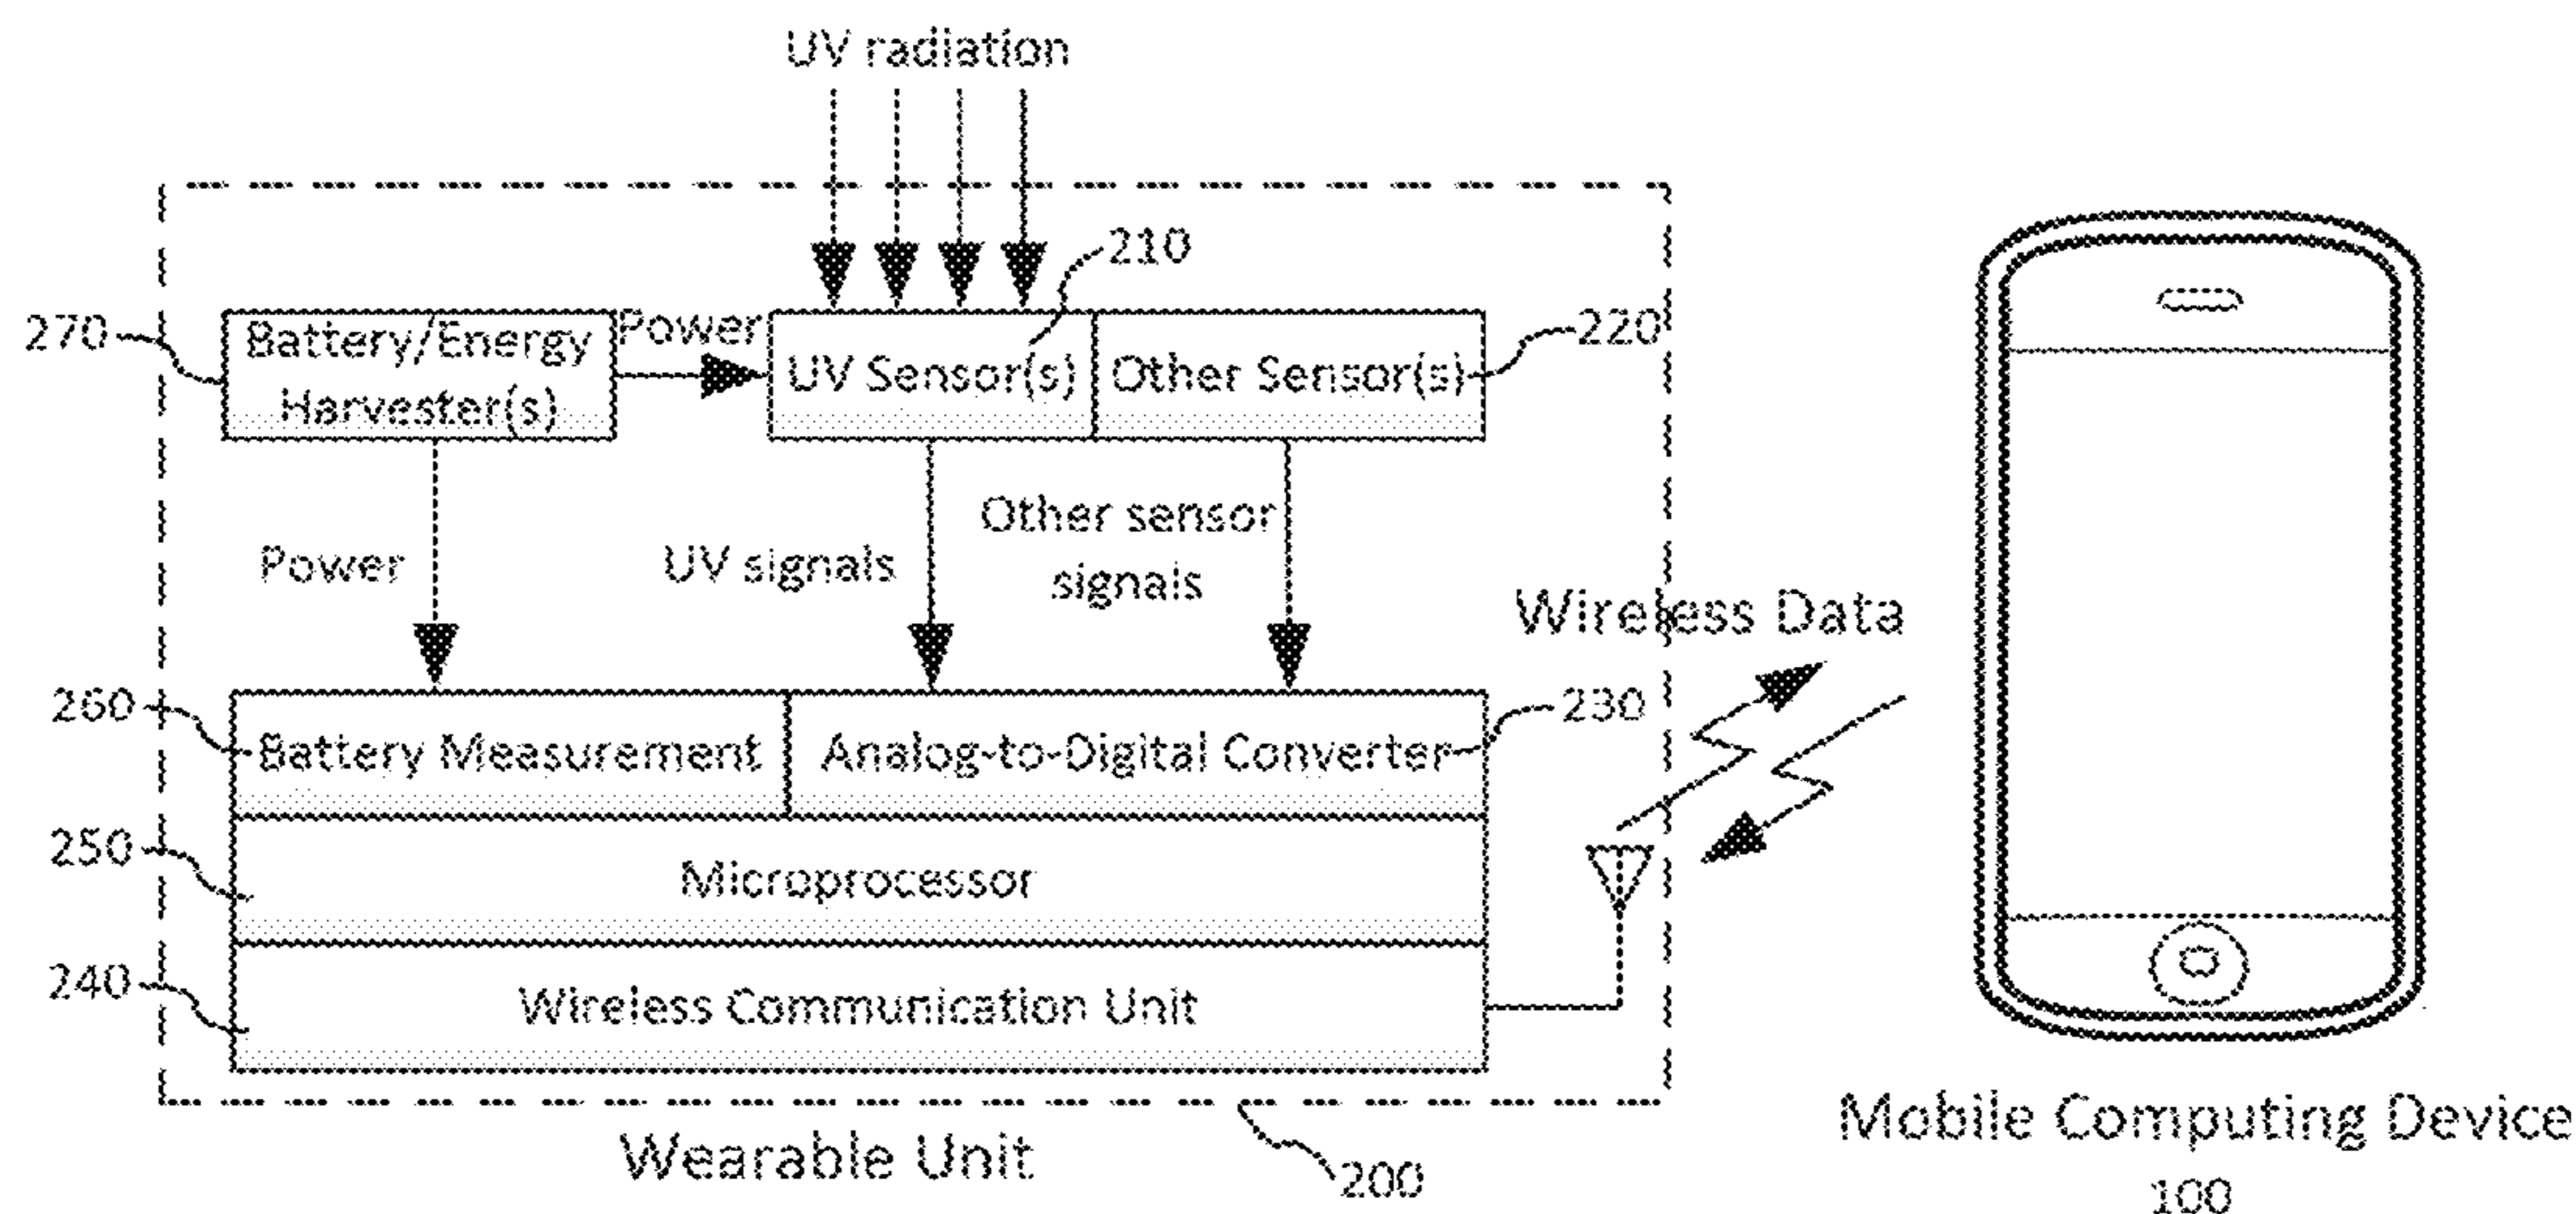 UV radiation
210
270
Battery/Energy
Harvester(s)
Power
UV Sensor(s)
Other Sensor(s)
220
Power
UV signals
Other sensor
signals
Wireless Data
260
Battery Measurement
Analog-to-Digital Converter
230
250
Microprocessor
240
Wireless Communication Unit
Wearable Unit
200
Mobile Computing Device
100